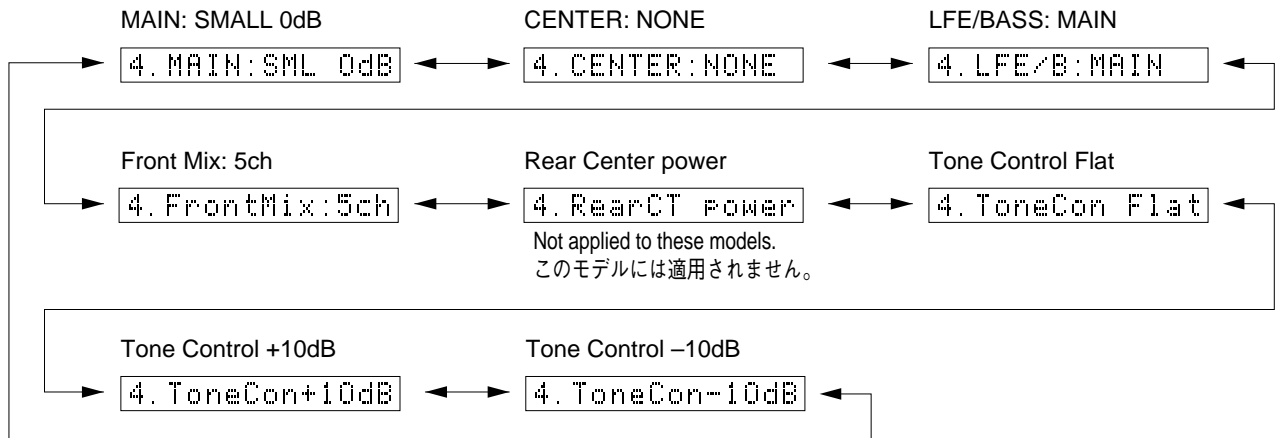 MAIN: SMALL 0dB
CENTER: NONE
LFE/BASS: MAIN
4.MAIN:SML 0dB
4.CENTER:NONE
4.LFE/B:MAIN
Front Mix: 5ch
Rear Center power
Tone Control Flat
4.FrontMix:5ch
4.RearCT power
4.ToneCon Flat
Not applied to these models.
このモデルには適用されません。
Tone Control +10dB
Tone Control –10dB
4.ToneCon+10dB
4.ToneCon-10dB